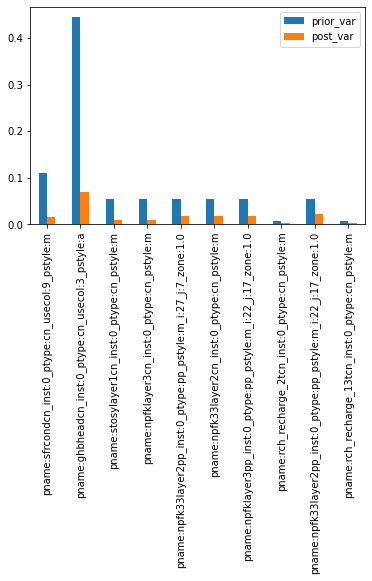 prior_var
post_var
0.4
0.3
0.2
0.1
0.0
pname:sfrcondcn_inst:0_ptype:cn_usecol:9_pstyle:m
pname:ghbheadcn_inst:0_ptype:cn_usecol:3_pstyle:a
pname:stosylayer1cn_inst:0_ptype:cn_pstyle:m
pname:npfklayer3cn_inst:0_ptype:cn_pstyle:m
pname:npfk33layer2pp_inst:0_ptype:pp_pstyle:m_i:27_j:7_zone:1.0
pname:npfk33layer2cn_inst:0_ptype:cn_pstyle:m
pname:npfklayer3pp_inst:0_ptype:pp_pstyle:m_i:22_j:17_zone:1.0
pname:rch_recharge_2tcn_inst:0_ptype:cn_pstyle:m
pname:npfk33layer2pp_inst:0_ptype:pp_pstyle:m_i:22_j:17_zone:1.0
pname:rch_recharge_13tcn_inst:0_ptype:cn_pstyle:m